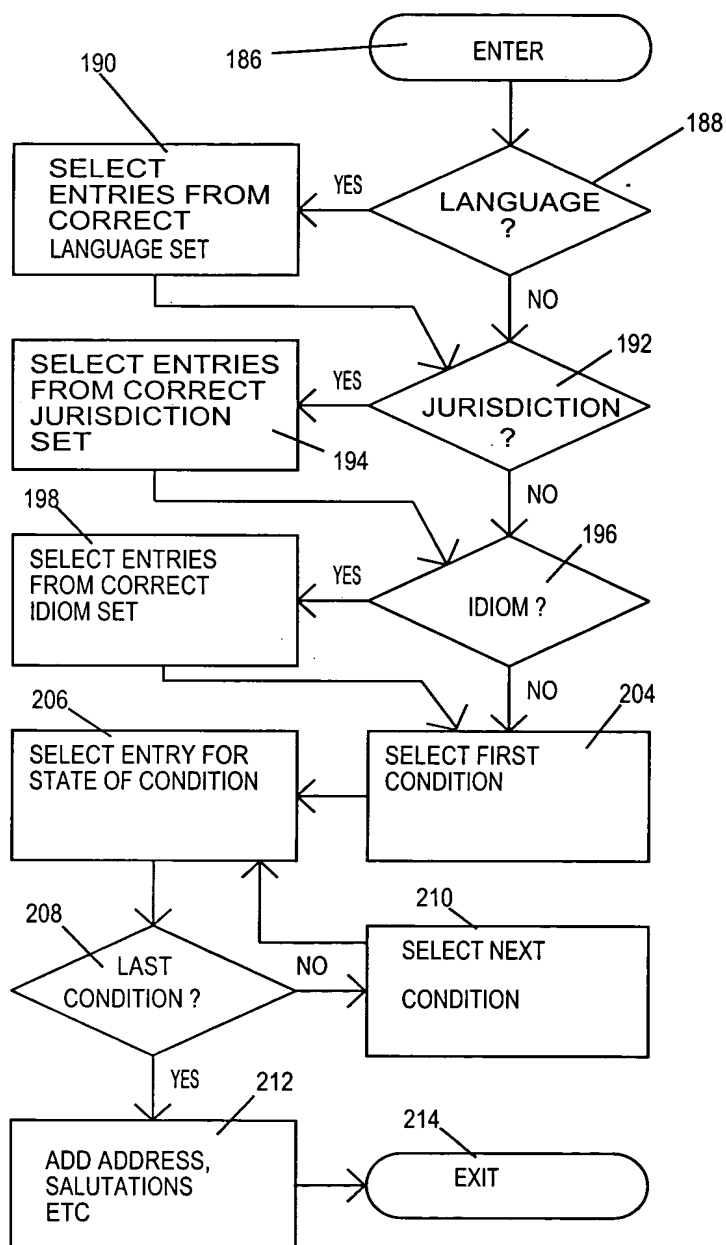 186
ENTER
190
188
SELECT
ENTRIES FROM
CORRECT
LANGUAGE SET
YES
LANGUAGE
?
NO
192
SELECT ENTRIES
FROM CORRECT
JURISDICTION
SET
YES
JURISDICTION
?
194
NO
198
196
SELECT ENTRIES
FROM CORRECT
IDIOM SET
YES
IDIOM ?
NO
206
204
SELECT ENTRY FOR
STATE OF CONDITION
SELECT FIRST
CONDITION
208
210
LAST
CONDITION ?
NO
SELECT NEXT
CONDITION
YES
212
214
ADD ADDRESS,
SALUTATIONS
ETC
EXIT